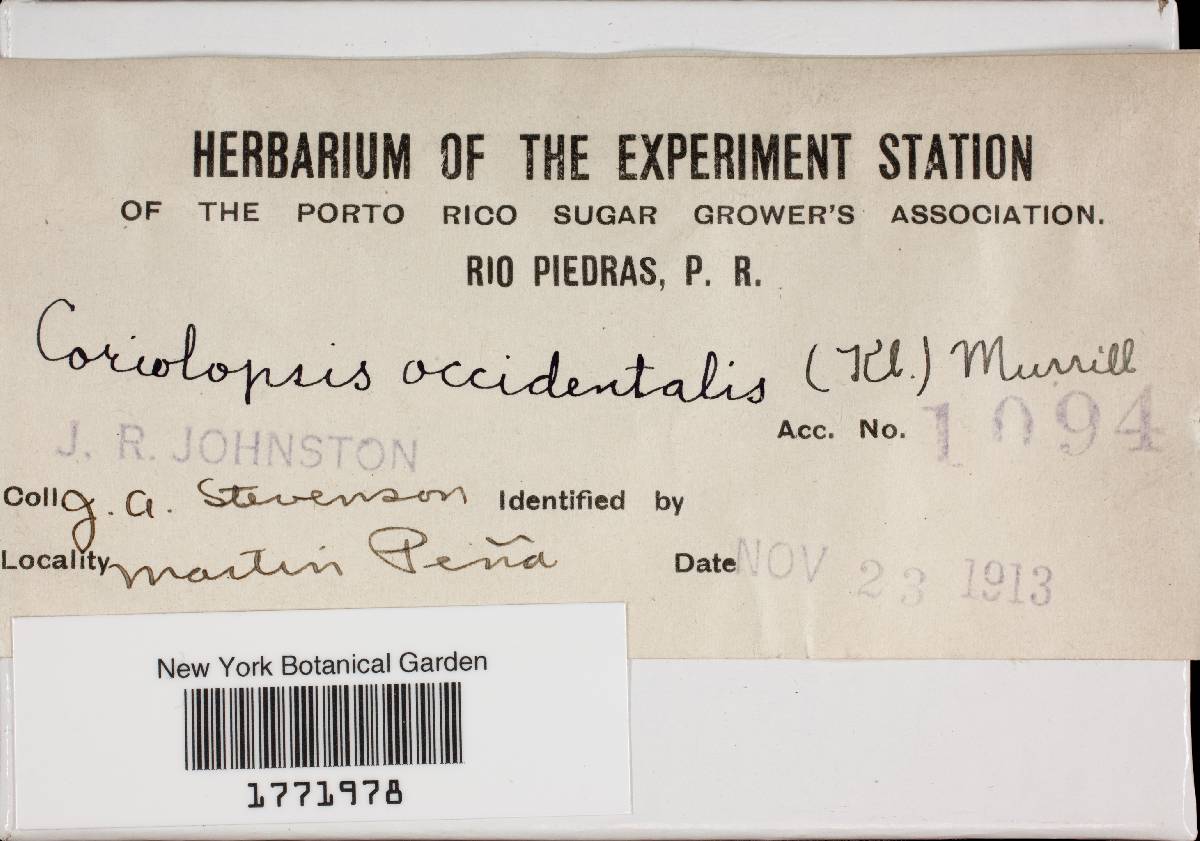 HERBARIUM OF THE EXPERIMENT STATION
OF THE PORTO RICO SUGAR GROWER'S ASSOCIATION.
RIO PIEDRAS, P. R.
Coriolopsis occidentalis (Kl.) Murrill
Acc. No. 1094
J. R. JOHNSTON
Coll J. A. Stevenson Identified by
Locality Martin Peña Date NOV 23 1913
New York Botanical Garden
1771978